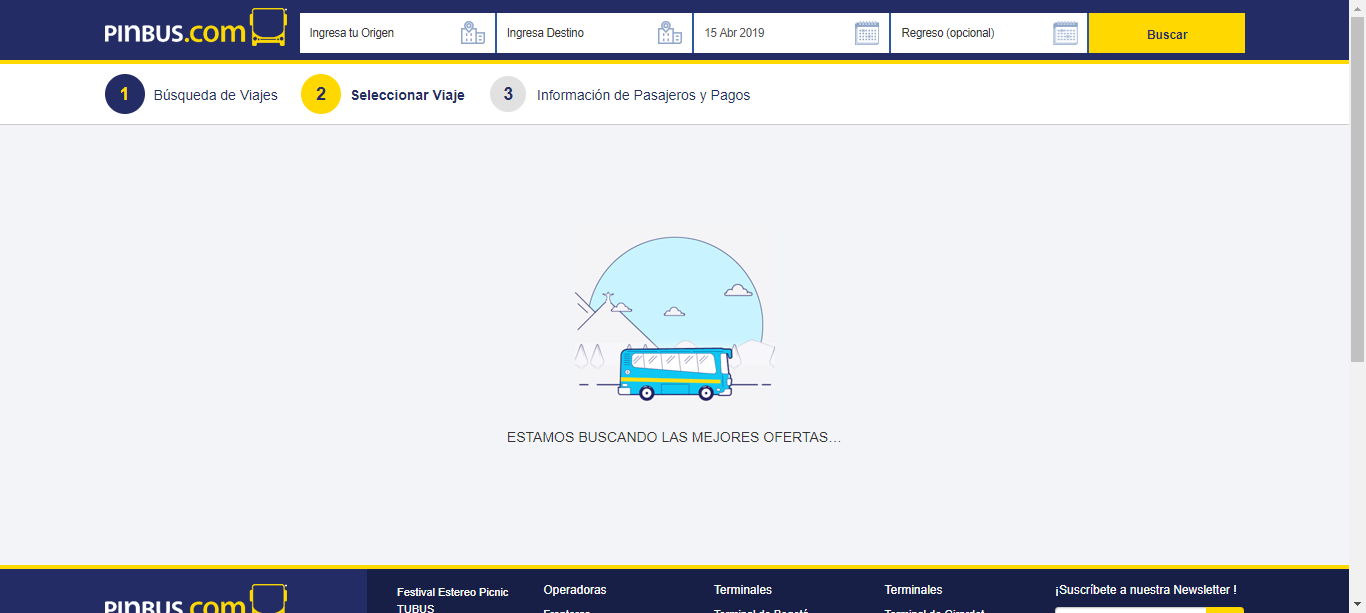 PINBUS.com
Ingresa tu Origen
Ingresa Destino
15 Abr 2019
Regreso (opcional)
Buscar
1 Búsqueda de Viajes
2 Seleccionar Viaje
3 Información de Pasajeros y Pagos
ESTAMOS BUSCANDO LAS MEJORES OFERTAS...
PINBUS.com
Festival Estereo Picnic
TUBUS
Operadoras
Fronteras
Terminales
Terminal de Bogotá
Terminales
Terminal de Girardot
¡Suscríbete a nuestra Newsletter !